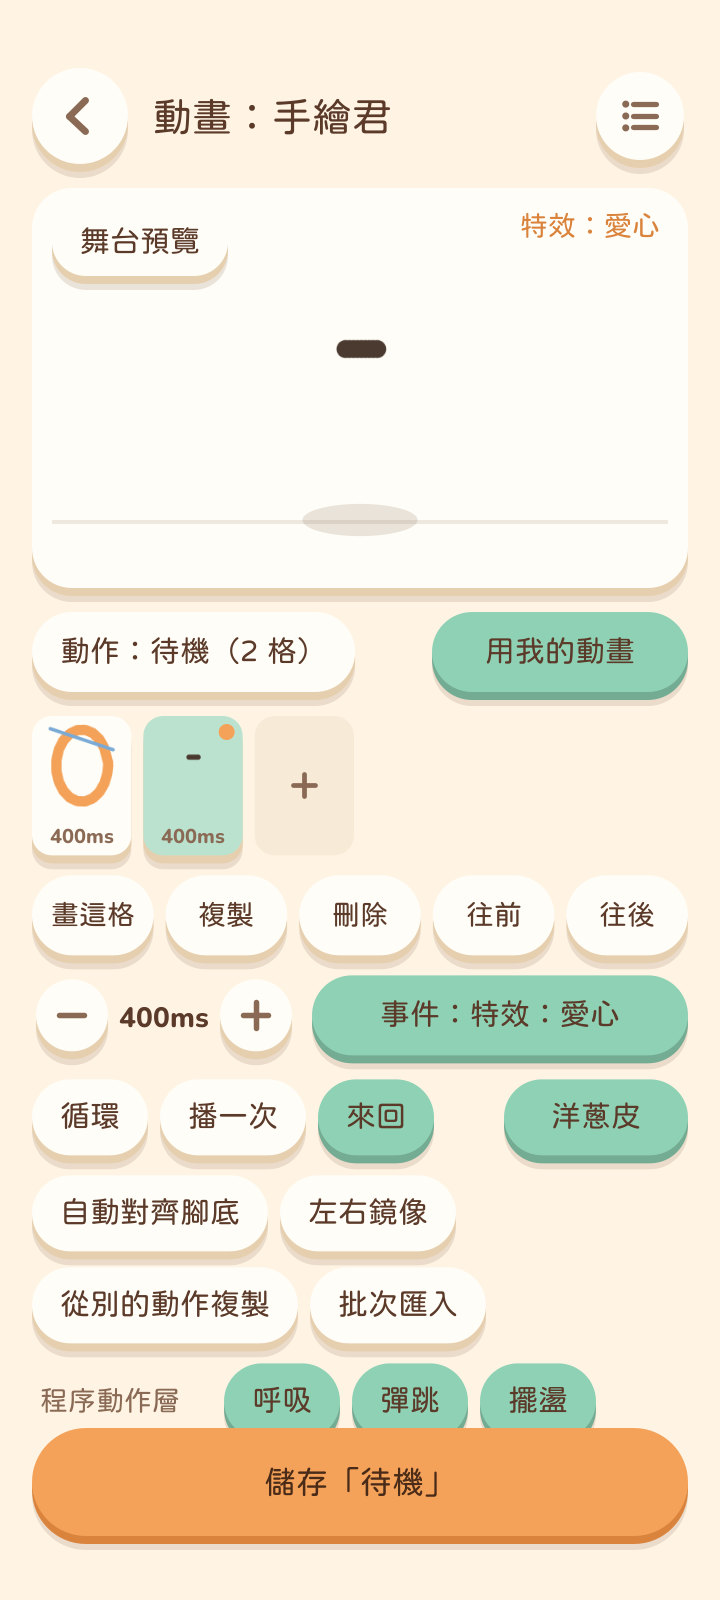 動畫：手繪君
舞台預覽
特效：愛心
動作：待機（2 格）
用我的動畫
400ms
400ms
+
畫這格
複製
刪除
往前
往後
− 400ms +
事件：特效：愛心
循環
播一次
來回
洋蔥皮
自動對齊腳底
左右鏡像
從別的動作複製
批次匯入
程序動作層
呼吸
彈跳
擺盪
儲存「待機」